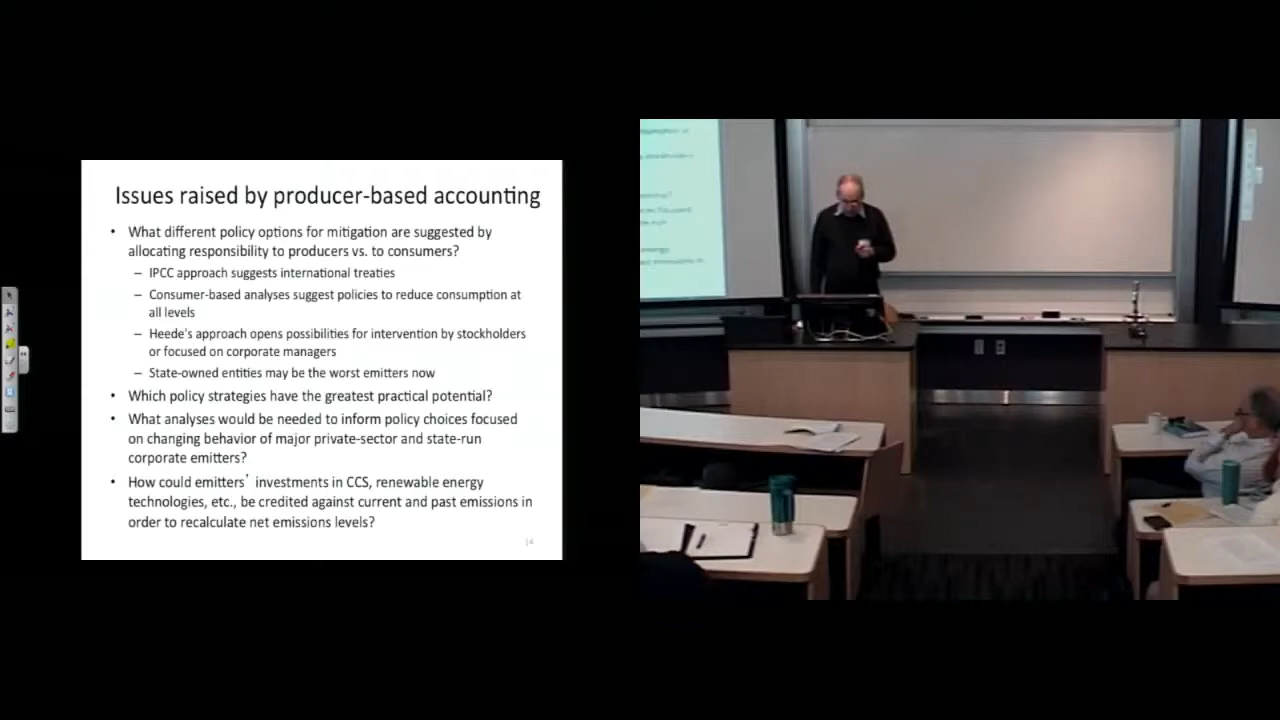 Issues raised by producer-based accounting
• What different policy options for mitigation are suggested by
allocating responsibility to producers vs. to consumers?
– IPCC approach suggests international treaties
– Consumer-based analyses suggest policies to reduce consumption at
all levels
– Heede's approach opens possibilities for intervention by stockholders
or focused on corporate managers
– State-owned entities may be the worst emitters now
• Which policy strategies have the greatest practical potential?
• What analyses would be needed to inform policy choices focused
on changing behavior of major private-sector and state-run
corporate emitters?
• How could emitters' investments in CCS, renewable energy
technologies, etc., be credited against current and past emissions in
order to recalculate net emissions levels?
14